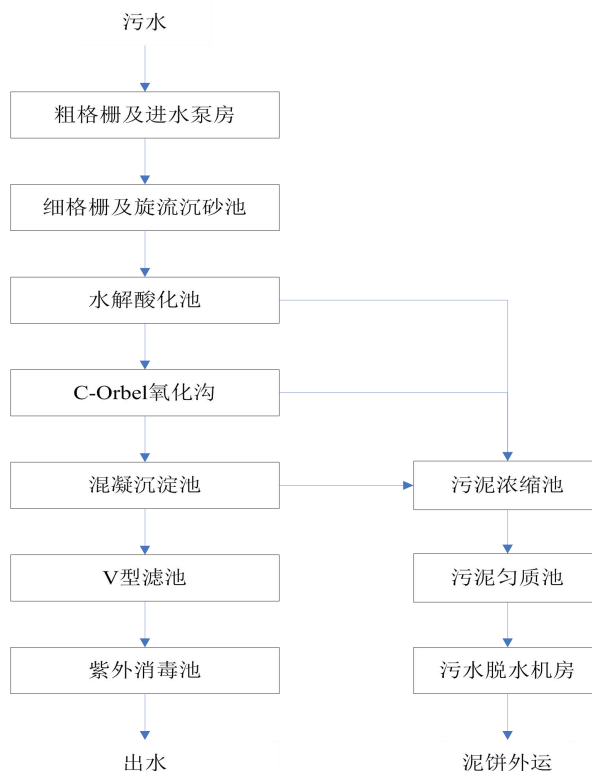 污水
粗格栅及进水泵房
细格栅及旋流沉砂池
水解酸化池
C-Orbel氧化沟
混凝沉淀池
污泥浓缩池
V型滤池
污泥匀质池
紫外消毒池
污水脱水机房
出水
泥饼外运